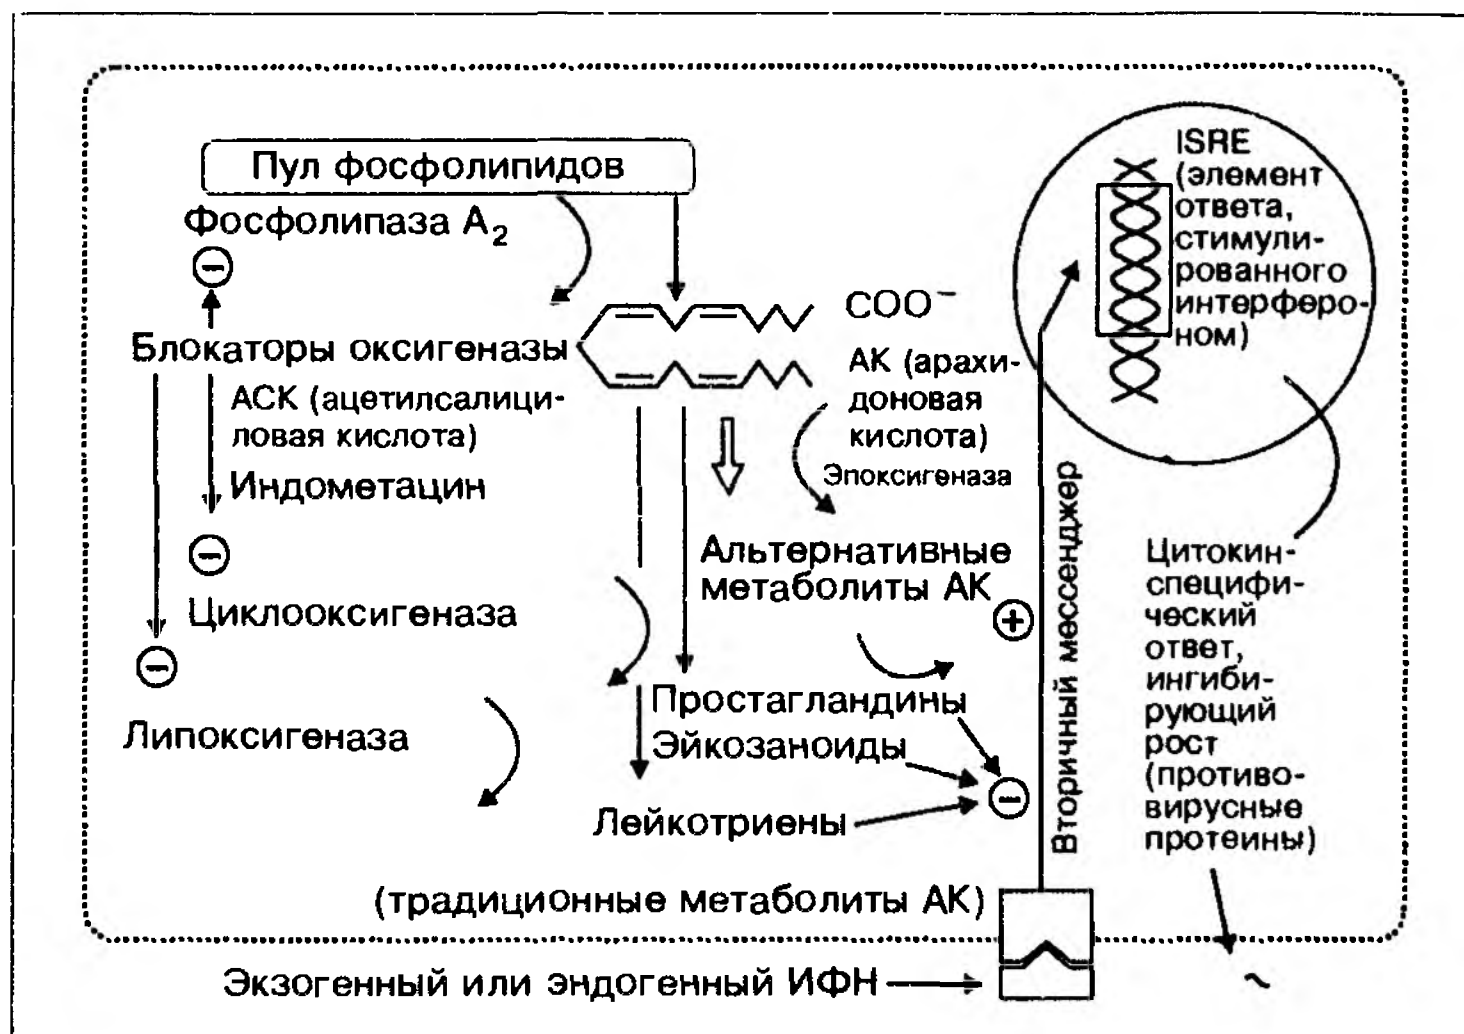 Пул фосфолипидов
Фосфолипаза А₂
−
Блокаторы оксигеназы
АСК (ацетилсалици-
ловая кислота)
Индометацин
−
Циклооксигеназа
−
Липоксигеназа
COO⁻
АК (арахи-
доновая
кислота)
Эпоксигеназа
Альтернативные
метаболиты АК
+
Простагландины
Эйкозаноиды
−
Лейкотриены
(традиционные метаболиты АК)
Экзогенный или эндогенный ИФН
Вторичный мессенджер
ISRE
(элемент
ответа,
стимули-
рованного
интерферо-
ном)
Цитокин-
специфи-
ческий
ответ,
ингиби-
рующий
рост
(противо-
вирусные
протеины)
~